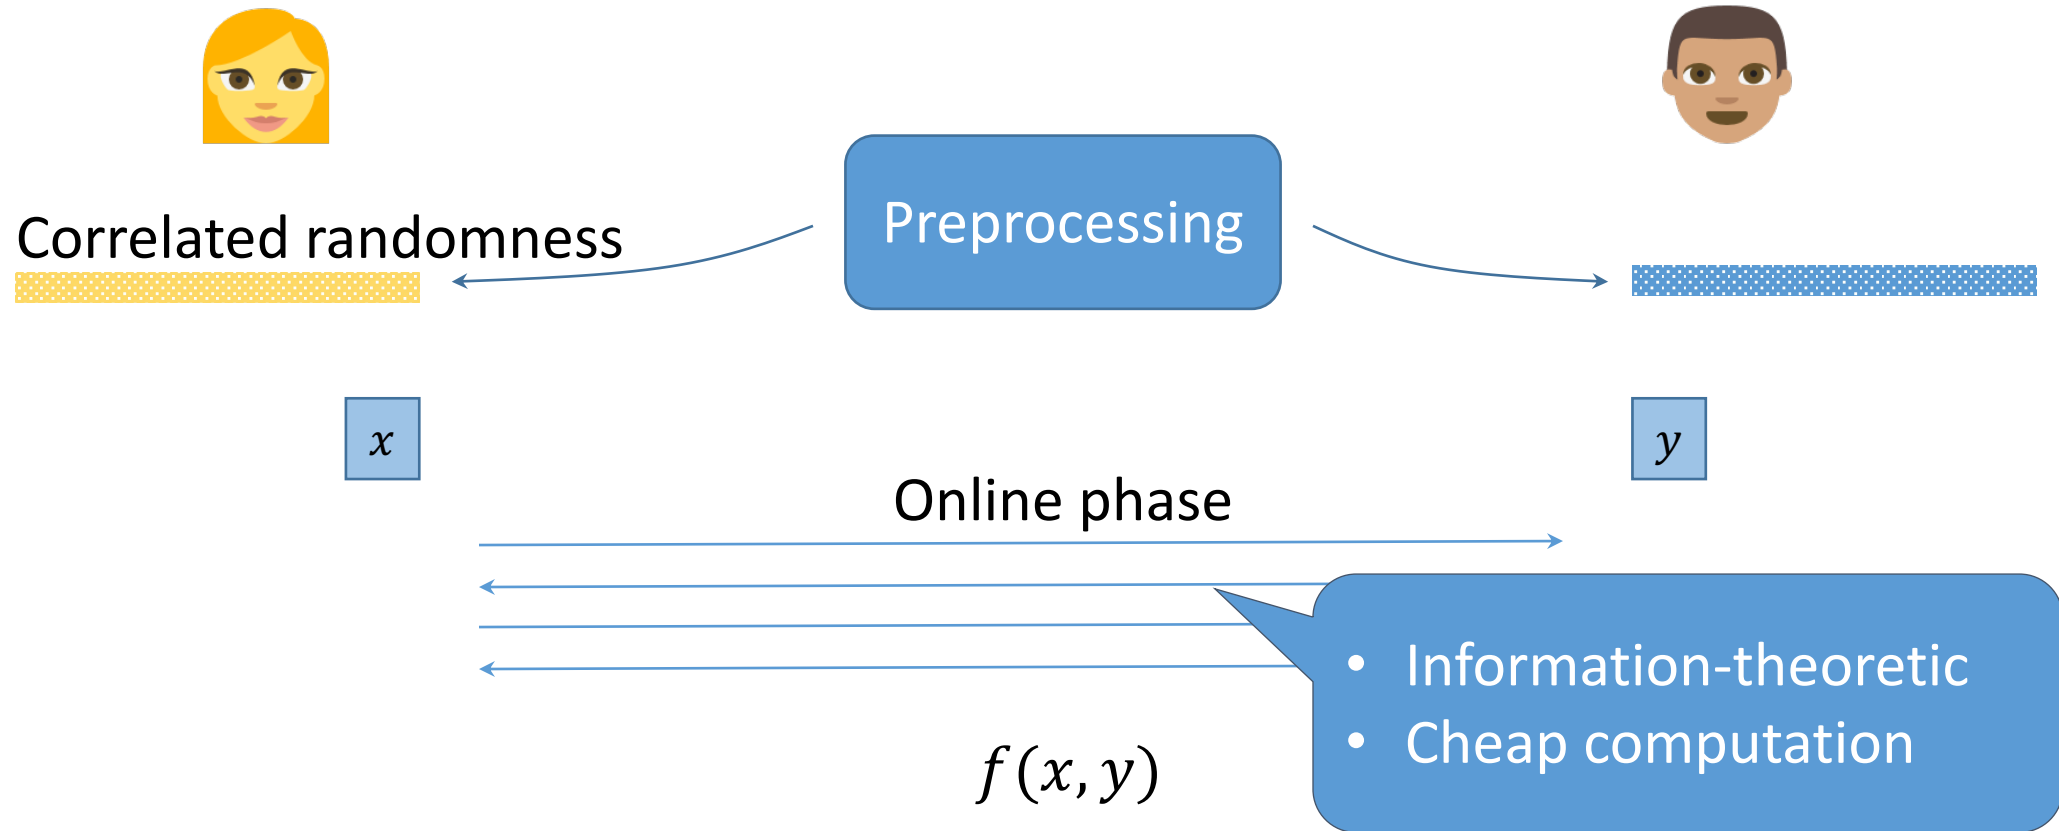 Preprocessing
Correlated randomness
x
y
Online phase
• Information-theoretic
• Cheap computation
f(x, y)